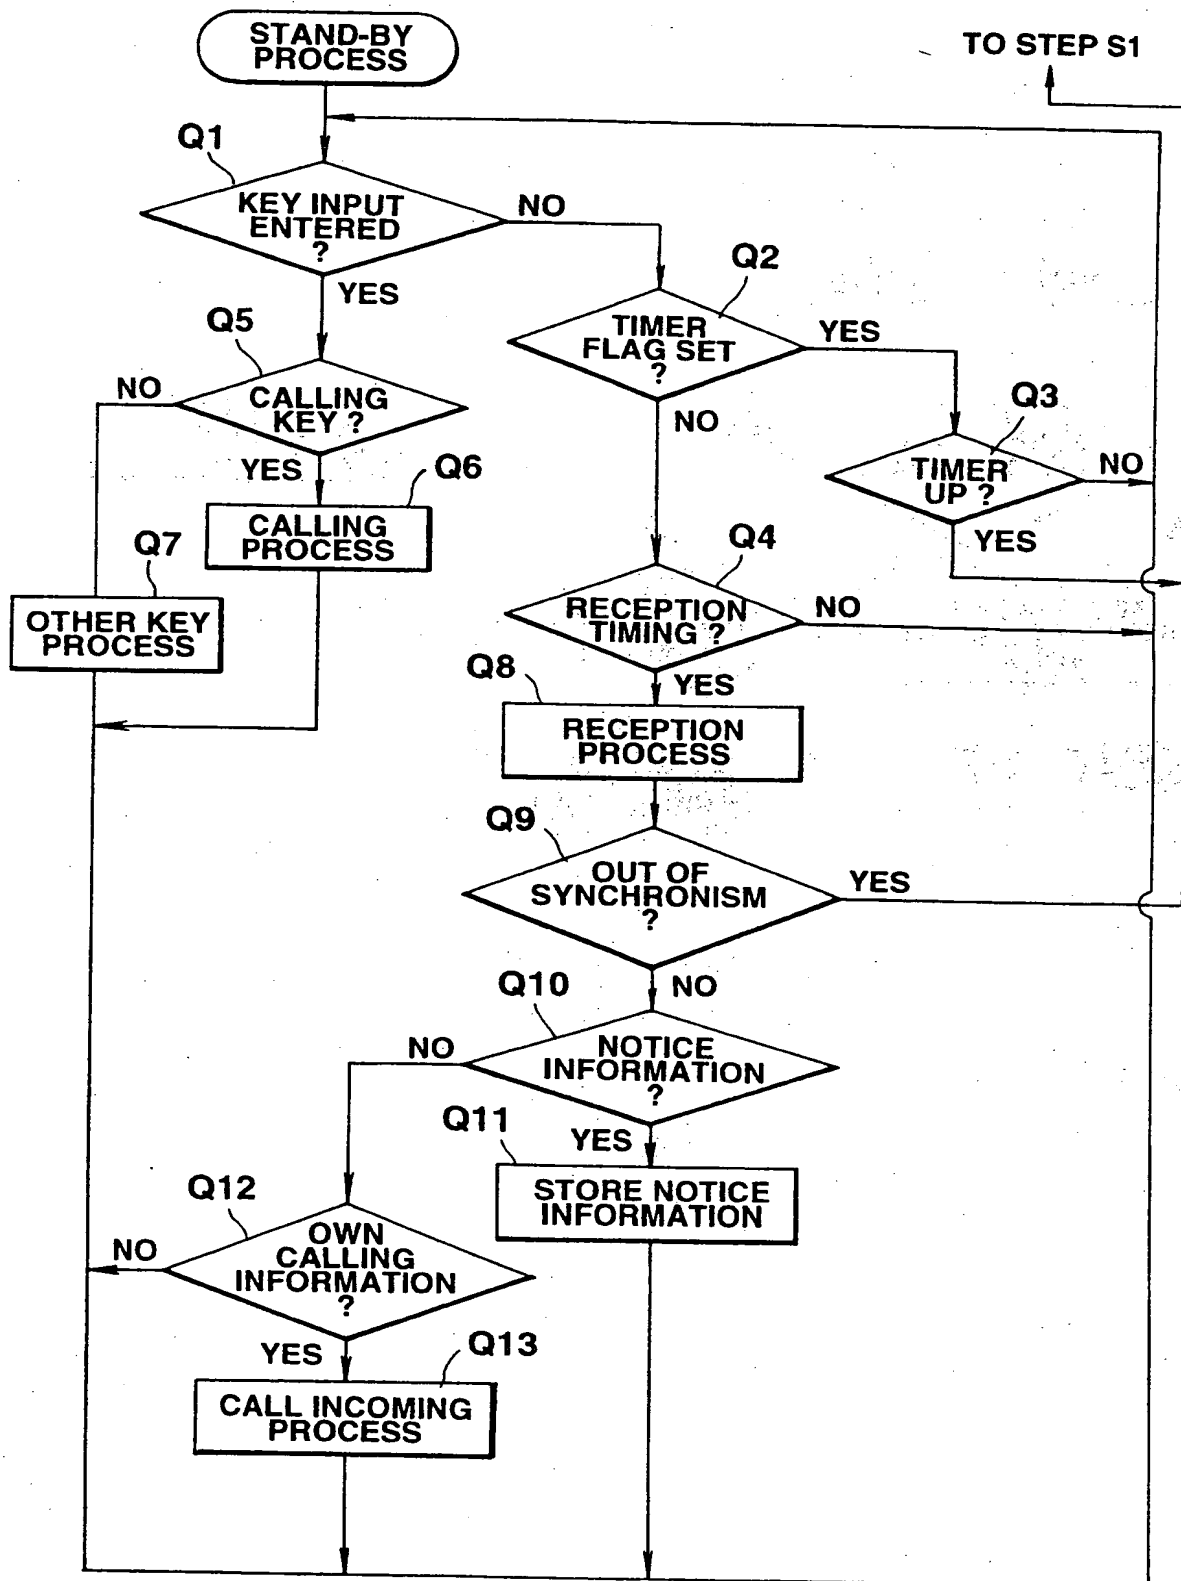 STAND-BY
PROCESS
TO STEP S1
Q1
KEY INPUT
ENTERED
?
NO
YES
Q2
TIMER
FLAG SET
?
YES
NO
Q3
TIMER
UP ?
NO
YES
Q5
CALLING
KEY ?
NO
YES
Q6
CALLING
PROCESS
Q7
OTHER KEY
PROCESS
Q4
RECEPTION
TIMING ?
NO
YES
Q8
RECEPTION
PROCESS
Q9
OUT OF
SYNCHRONISM
?
YES
NO
Q10
NOTICE
INFORMATION
?
NO
YES
Q11
STORE NOTICE
INFORMATION
Q12
OWN
CALLING
INFORMATION
?
NO
YES
Q13
CALL INCOMING
PROCESS